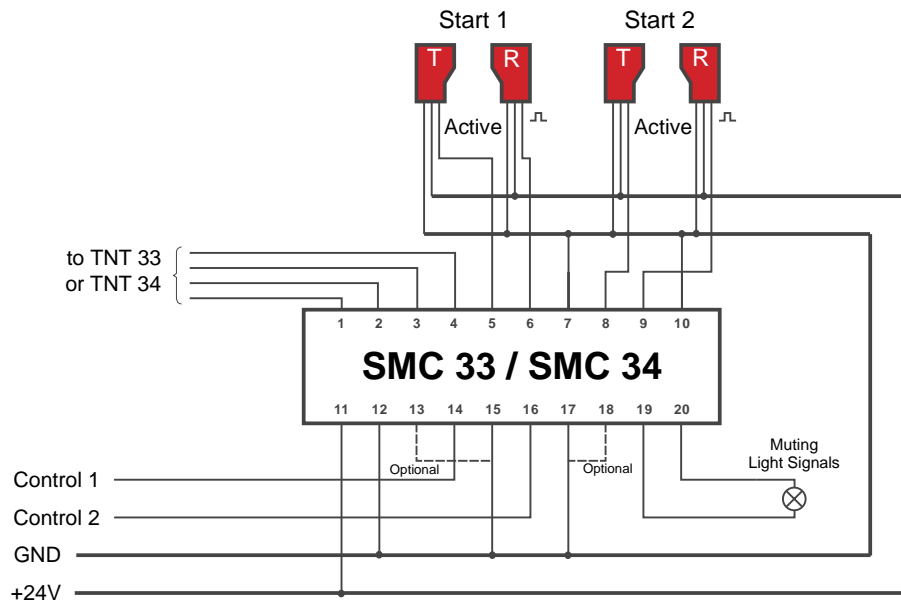 Start 1 Start 2
T R T R
Active Active
to TNT 33
or TNT 34
1 2 3 4 5 6 7 8 9 10
SMC 33 / SMC 34
11 12 13 14 15 16 17 18 19 20
Optional Optional
Muting
Light Signals
Control 1
Control 2
GND
+24V